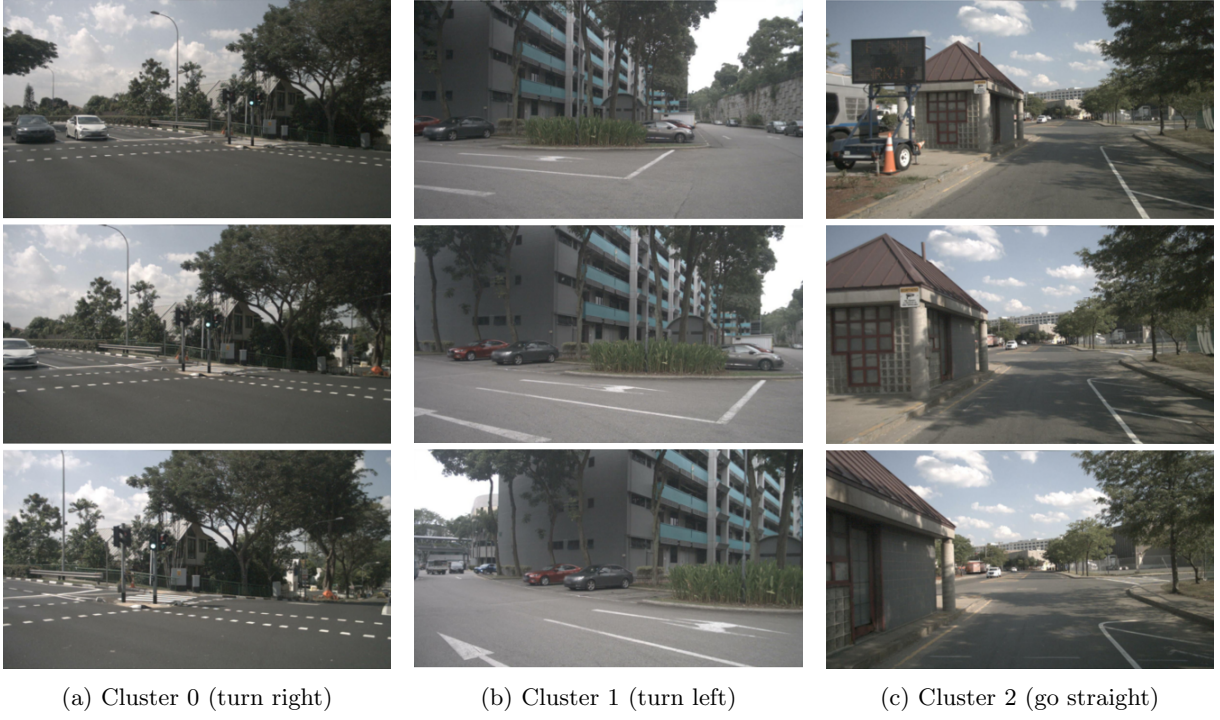 (a) Cluster 0 (turn right)
(b) Cluster 1 (turn left)
(c) Cluster 2 (go straight)